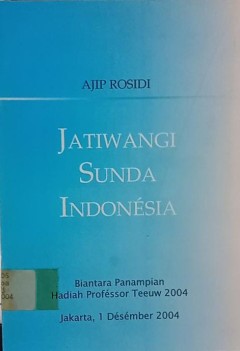 AJIP ROSIDI
JATIWANGI
SUNDA
INDONÉSIA
Biantara Panampian
Hadiah Proféssor Teeuw 2004
Jakarta, 1 Désémber 2004